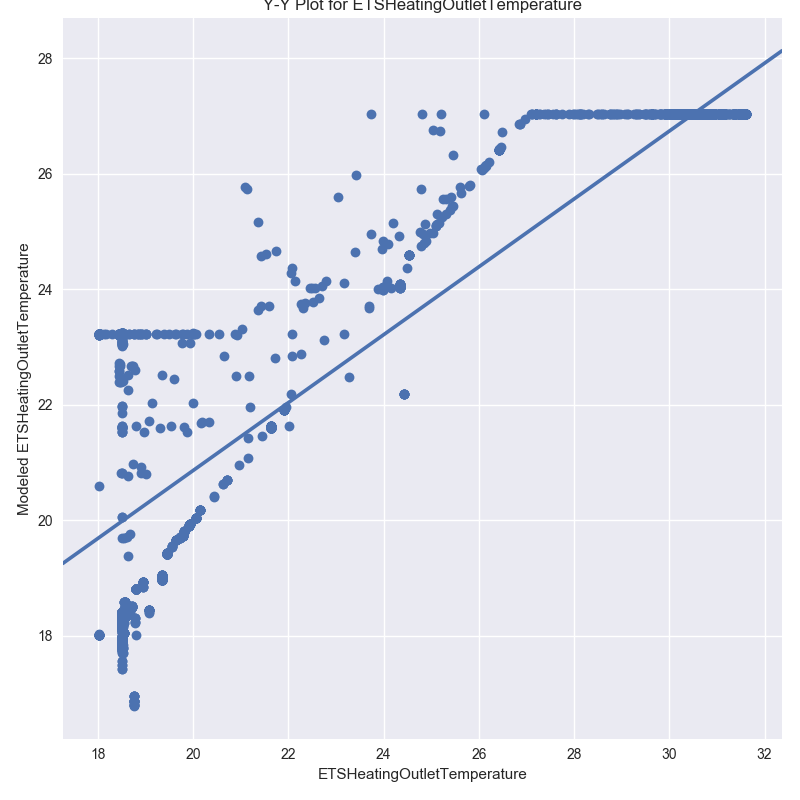 Y-Y Plot for ETSHeatingOutletTemperature
28
26
24
22
20
18
Modeled ETSHeatingOutletTemperature
18 20 22 24 26 28 30 32
ETSHeatingOutletTemperature